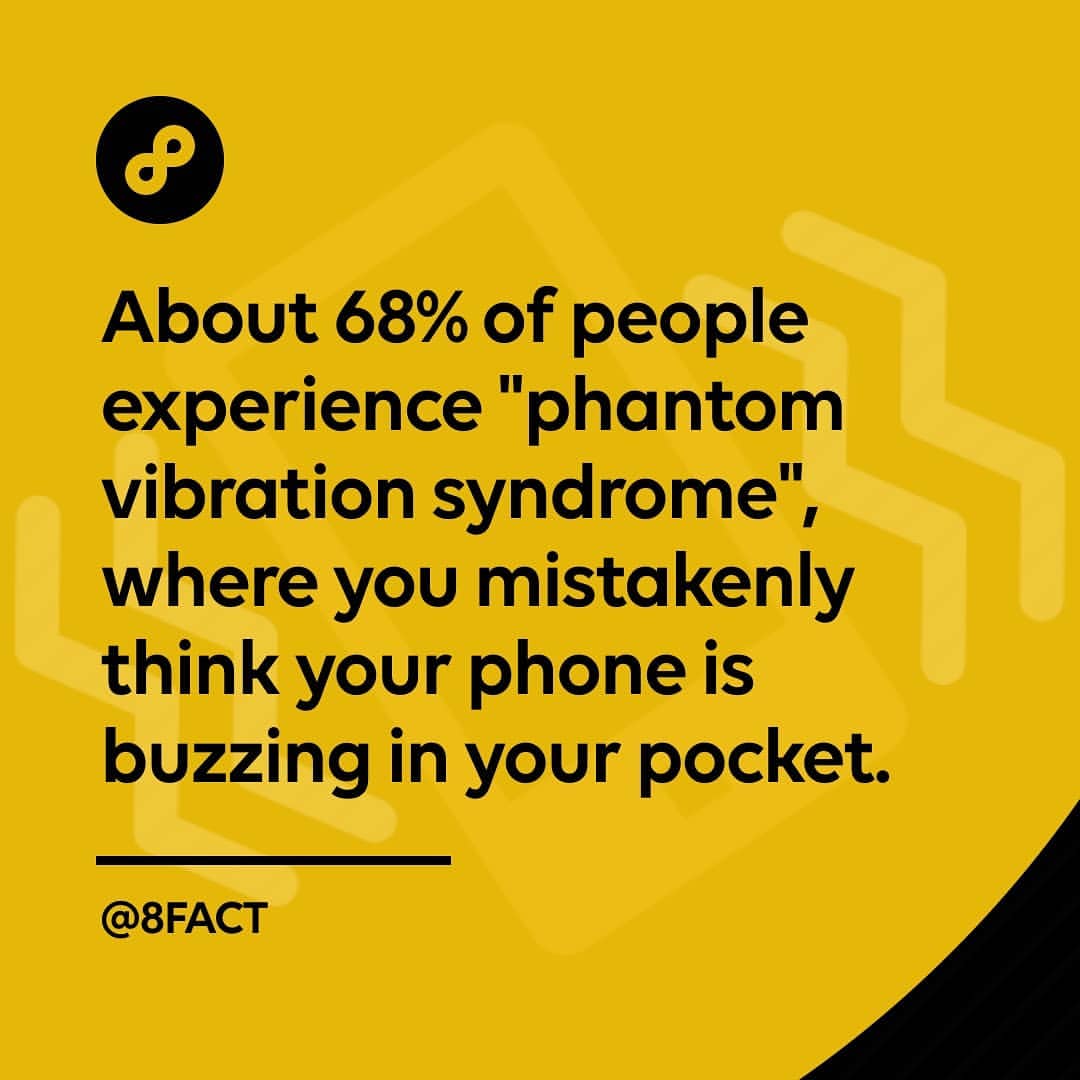 About 68% of people
experience "phantom
vibration syndrome",
where you mistakenly
think your phone is
buzzing in your pocket.
@8FACT